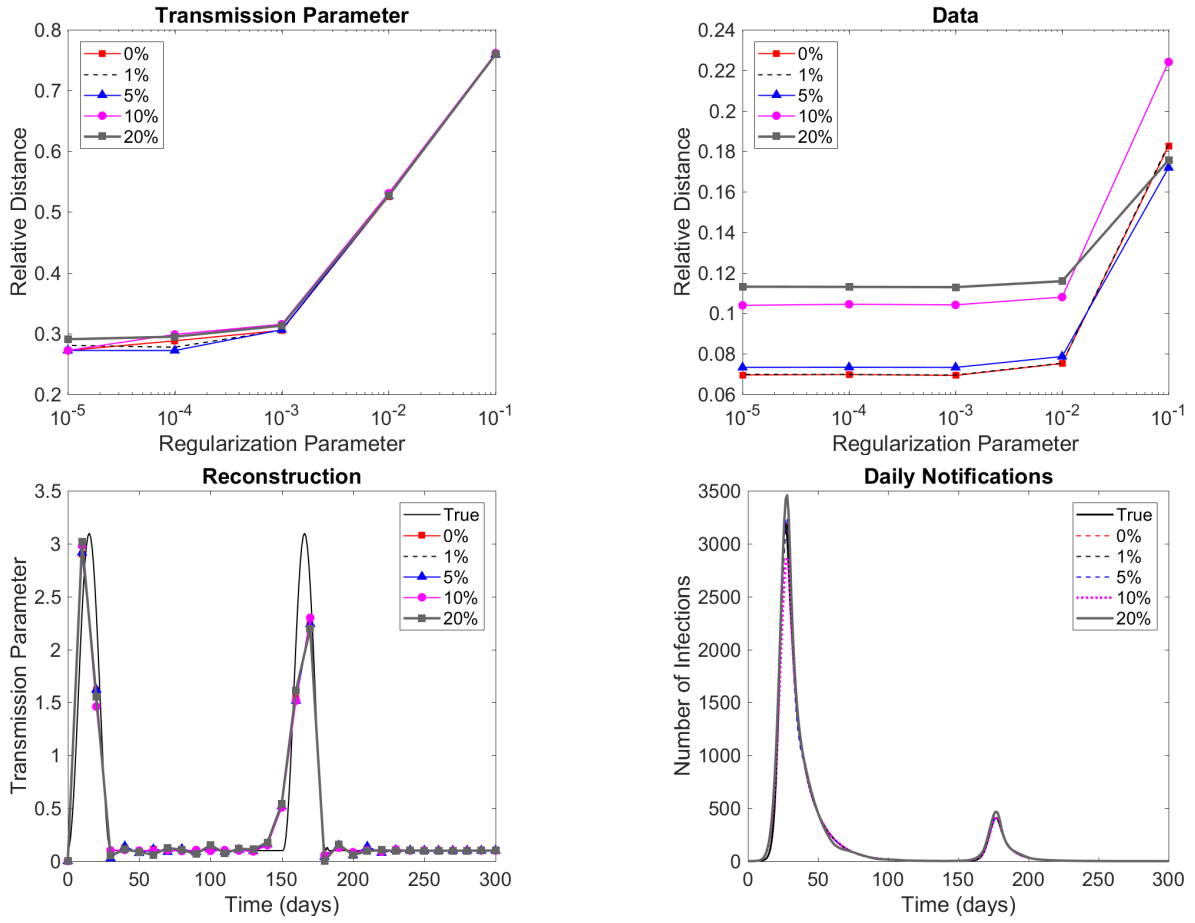 Transmission Parameter
0.8
0.7
0.6
0.5
0.4
0.3
0.2
Relative Distance
0%
1%
5%
10%
20%
10-5 10-4 10-3 10-2 10-1
Regularization Parameter
Data
0.24
0.22
0.2
0.18
0.16
0.14
0.12
0.1
0.08
0.06
Relative Distance
0%
1%
5%
10%
20%
10-5 10-4 10-3 10-2 10-1
Regularization Parameter
Reconstruction
3.5
3
2.5
2
1.5
1
0.5
0
Transmission Parameter
True
0%
1%
5%
10%
20%
0 50 100 150 200 250 300
Time (days)
Daily Notifications
3500
3000
2500
2000
1500
1000
500
0
Number of Infections
True
0%
1%
5%
10%
20%
0 50 100 150 200 250 300
Time (days)